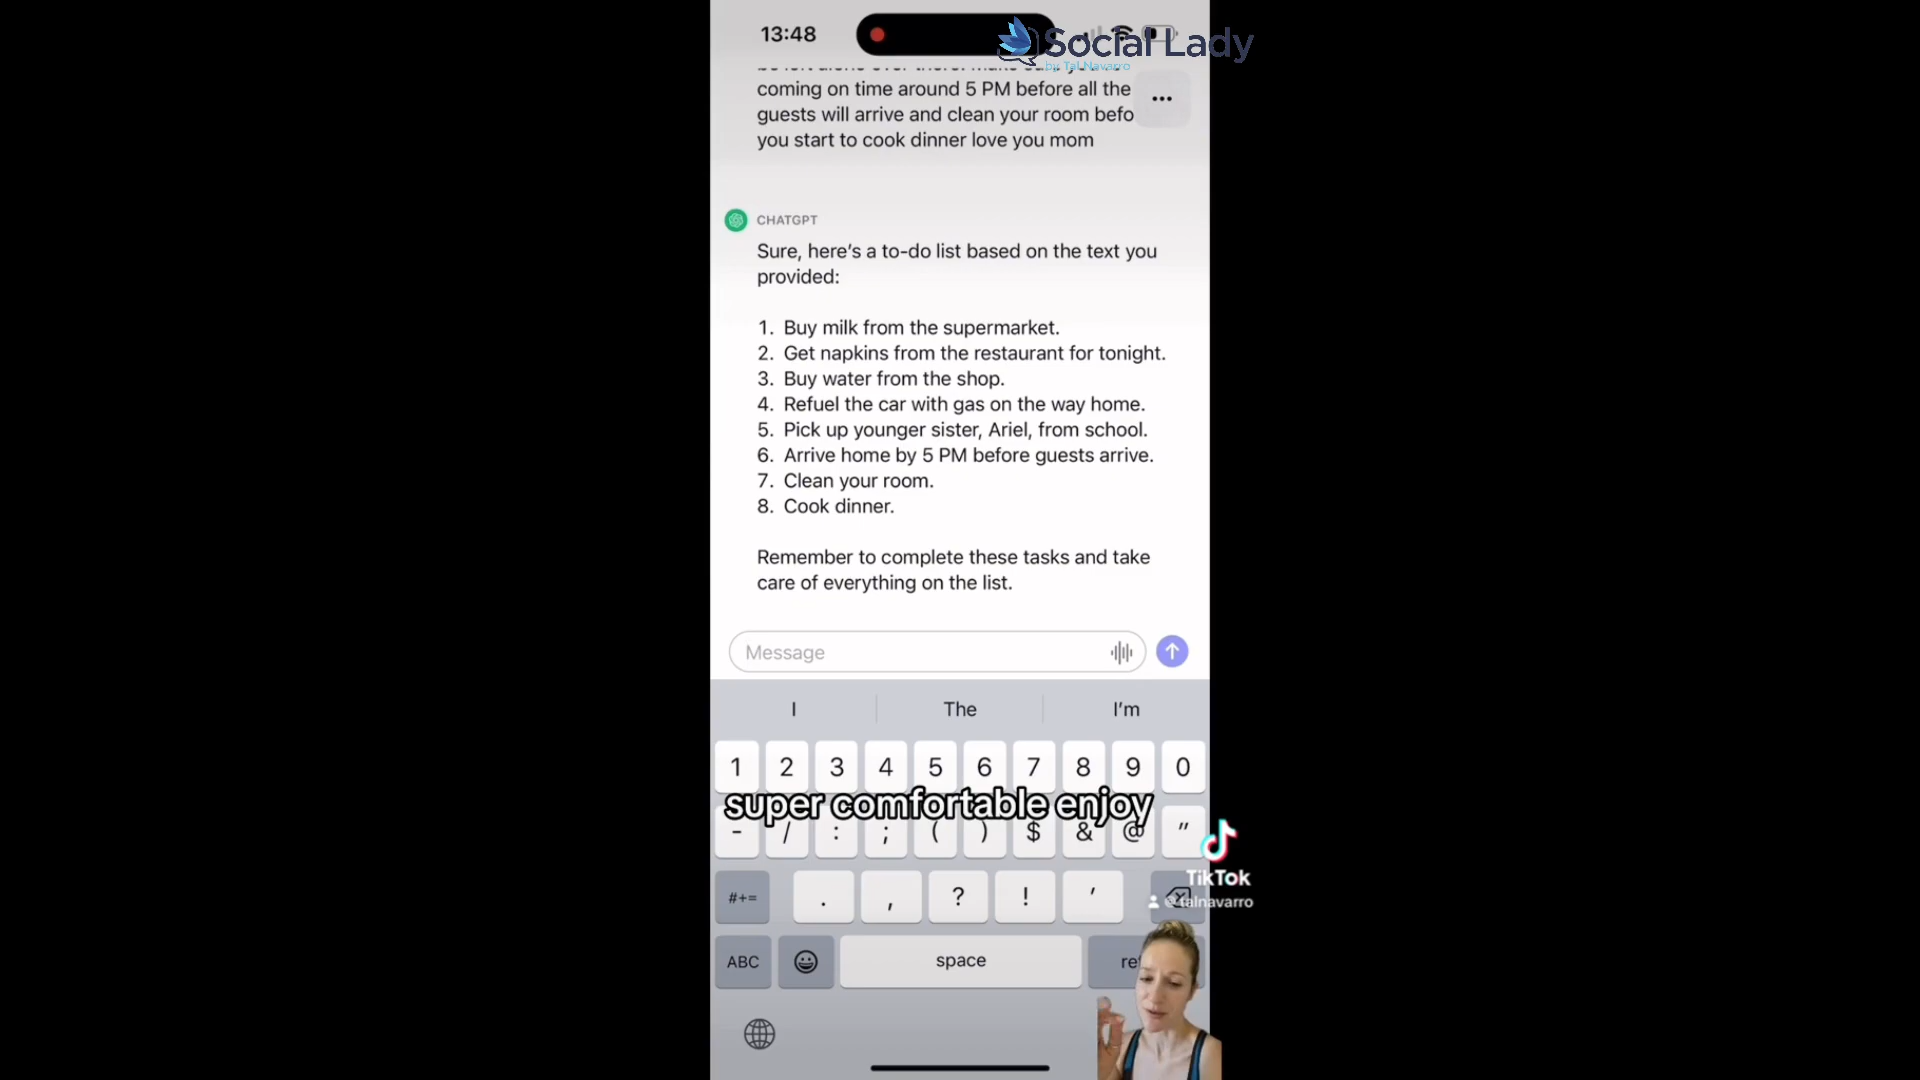 13:48
Social Lady
by Tal Navarro
coming on time around 5 PM before all the
guests will arrive and clean your room befo
you start to cook dinner love you mom
CHATGPT
Sure, here's a to-do list based on the text you
provided:
1. Buy milk from the supermarket.
2. Get napkins from the restaurant for tonight.
3. Buy water from the shop.
4. Refuel the car with gas on the way home.
5. Pick up younger sister, Ariel, from school.
6. Arrive home by 5 PM before guests arrive.
7. Clean your room.
8. Cook dinner.
Remember to complete these tasks and take
care of everything on the list.
Message
I The I'm
1 2 3 4 5 6 7 8 9 0
super comfortable enjoy
- / : ; ( ) $ & @ "
TikTok
#+= . , ? ! '
@talnavarro
ABC space re